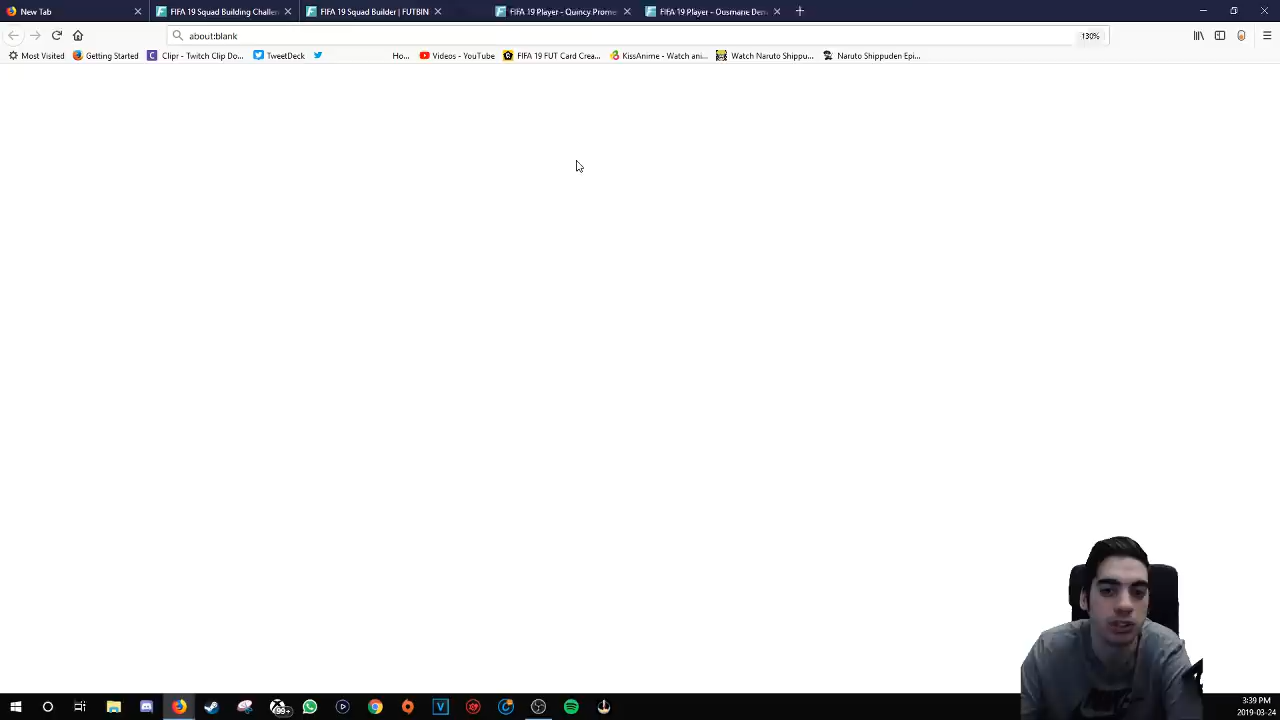 New Tab
FIFA 19 Squad Building Challen
FIFA 19 Squad Builder | FUTBIN
FIFA 19 Player - Quincy Prome
FIFA 19 Player - Ousmane Dem
about:blank
130%
Most Visited
Getting Started
Clipr - Twitch Clip Do...
TweetDeck
Ho...
Videos - YouTube
FIFA 19 FUT Card Crea...
KissAnime - Watch ani...
Watch Naruto Shippu...
Naruto Shippuden Epi...
99+
3:39 PM
2019-03-24